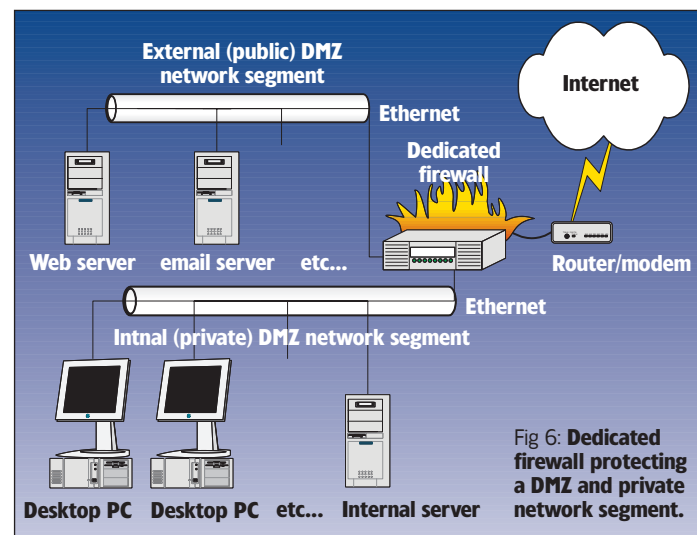 External (public) DMZ
network segment
Internet
Ethernet
Dedicated
firewall
Web server
email server
etc...
Router/modem
Ethernet
Intnal (private) DMZ network segment
Desktop PC
Desktop PC
etc...
Internal server
Fig 6: Dedicated
firewall protecting
a DMZ and private
network segment.